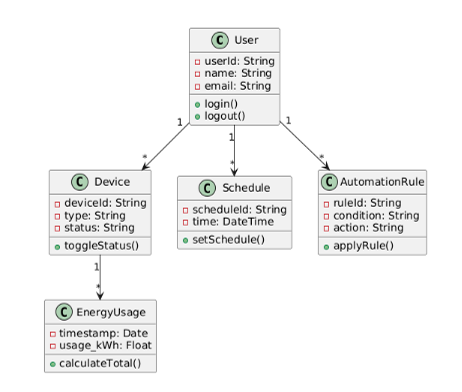 C User
userId: String
name: String
email: String
login()
logout()
1 1 1
* * *
C Device
deviceId: String
type: String
status: String
toggleStatus()
C Schedule
scheduleId: String
time: DateTime
setSchedule()
C AutomationRule
ruleId: String
condition: String
action: String
applyRule()
1
*
C EnergyUsage
timestamp: Date
usage_kWh: Float
calculateTotal()